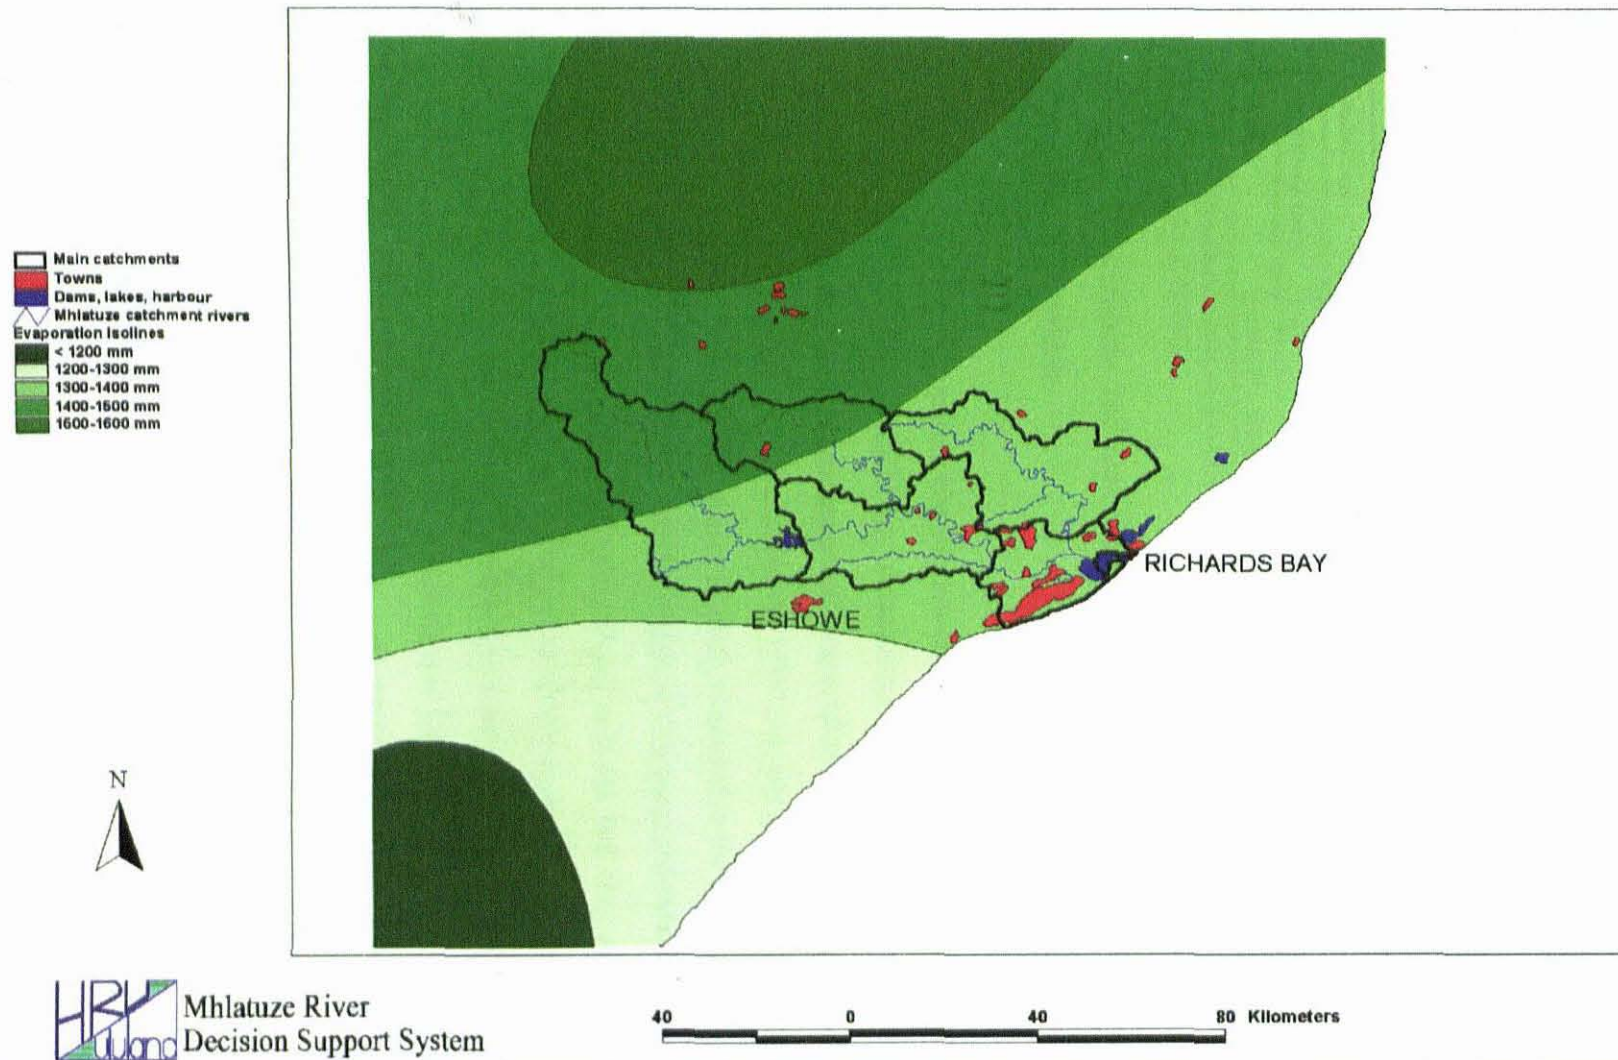 Main catchments
Towns
Dams, lakes, harbour
Mhlatuze catchment rivers
Evaporation isolines
< 1200 mm
1200-1300 mm
1300-1400 mm
1400-1500 mm
1500-1600 mm
RICHARDS BAY
ESHOWE
N
HRU
Mhlatuze River
Decision Support System
40 0 40 80 Kilometers